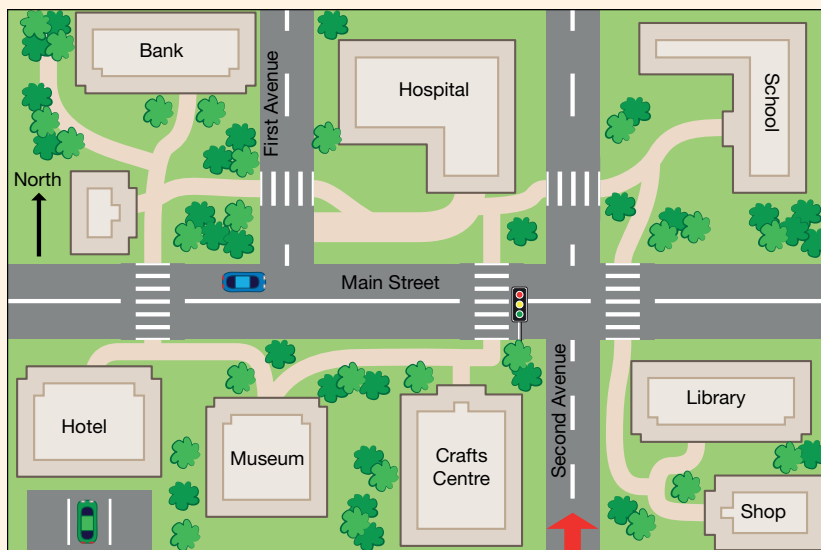 Bank
First Avenue
Hospital
School
North
Main Street
Hotel
Museum
Crafts
Centre
Second Avenue
Library
Shop